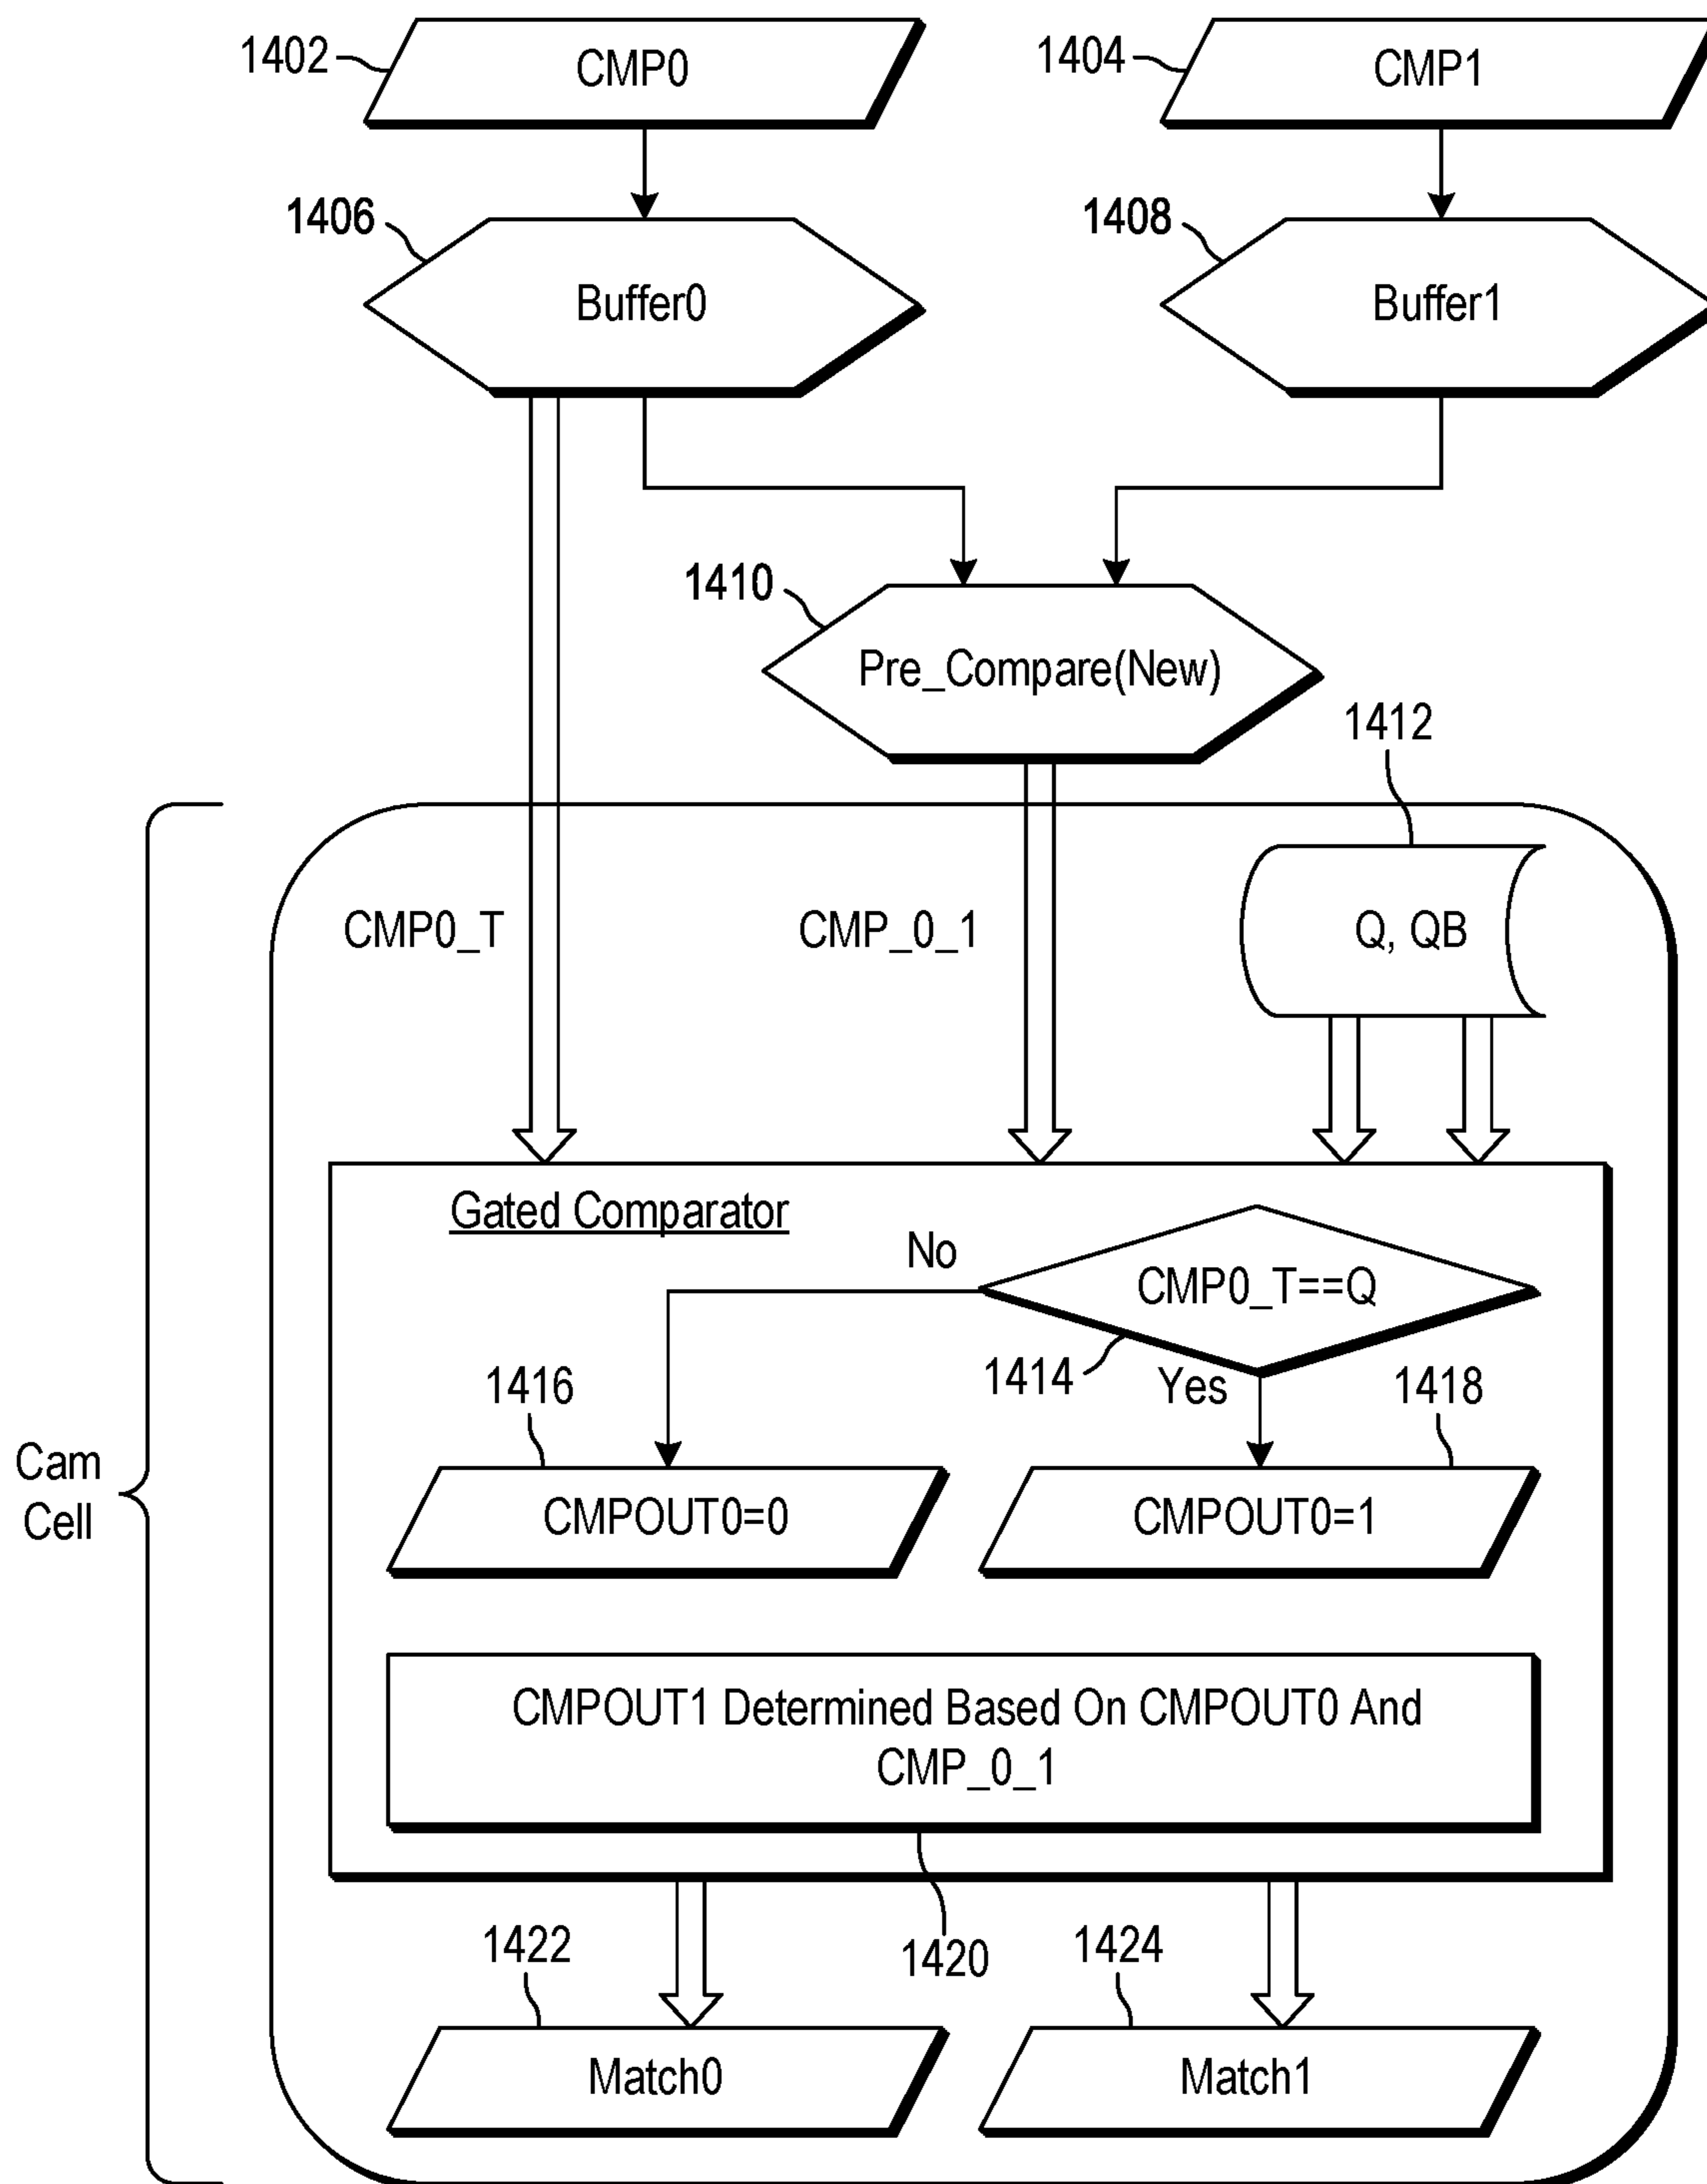 1402
CMP0
1404
CMP1
1406
Buffer0
1408
Buffer1
1410
Pre_Compare(New)
1412
CMP0_T
CMP_0_1
Q, QB
Gated Comparator
No
CMP0_T==Q
1414
Yes
1416
1418
Cam
Cell
CMPOUT0=0
CMPOUT0=1
CMPOUT1 Determined Based On CMPOUT0 And
CMP_0_1
1422
1420
1424
Match0
Match1